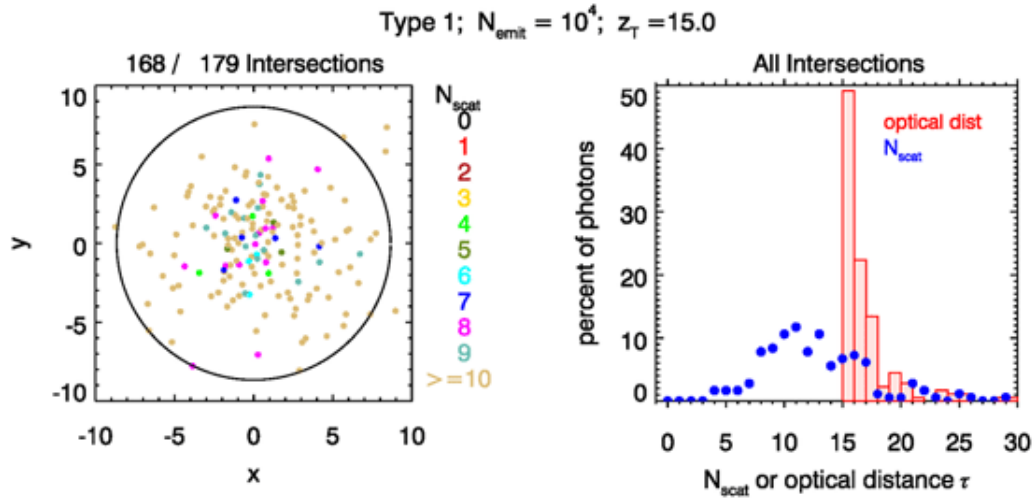 Type 1; N_emit = 10^4; z_T =15.0
168 / 179 Intersections
All Intersections
10
5
0
-5
-10
y
-10 -5 0 5 10
x
N_scat
0
1
2
3
4
5
6
7
8
9
>=10
50
40
30
20
10
0
percent of photons
optical dist
N_scat
0 5 10 15 20 25 30
N_scat or optical distance τ